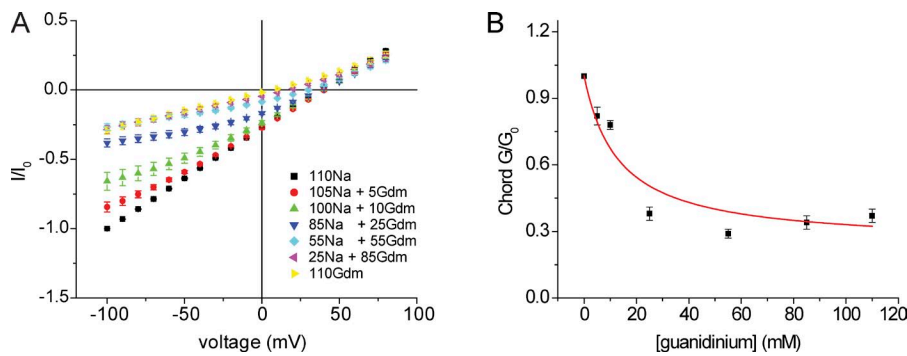 A
I/I₀
0.5
0.0
-0.5
-1.0
-1.5
-100
-50
0
50
100
voltage (mV)
110Na
105Na + 5Gdm
100Na + 10Gdm
85Na + 25Gdm
55Na + 55Gdm
25Na + 85Gdm
110Gdm
B
Chord G/G₀
0.9
0.6
0.3
0.0
0
20
40
60
80
100
120
[guanidinium] (mM)